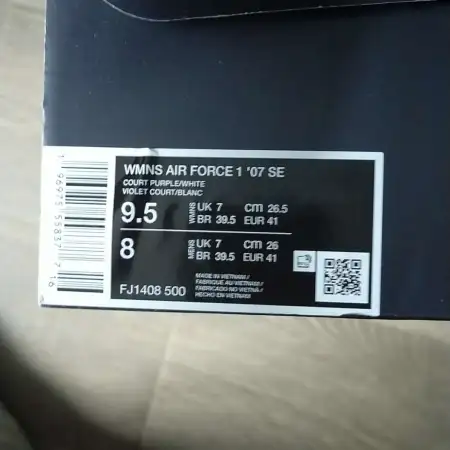 WMNS AIR FORCE 1 '07 SE
COURT PURPLE/WHITE
VIOLET COURT/BLANC
9.5 WMNS UK 7 cm 26.5
BR 39.5 EUR 41
8 MENS UK 7 cm 26
BR 39.5 EUR 41
MADE IN VIETNAM /
FABRIQUE AU VIETNAM /
FABRICADO NO VIETNÃ /
HECHO EN VIETNAM
FJ1408 500